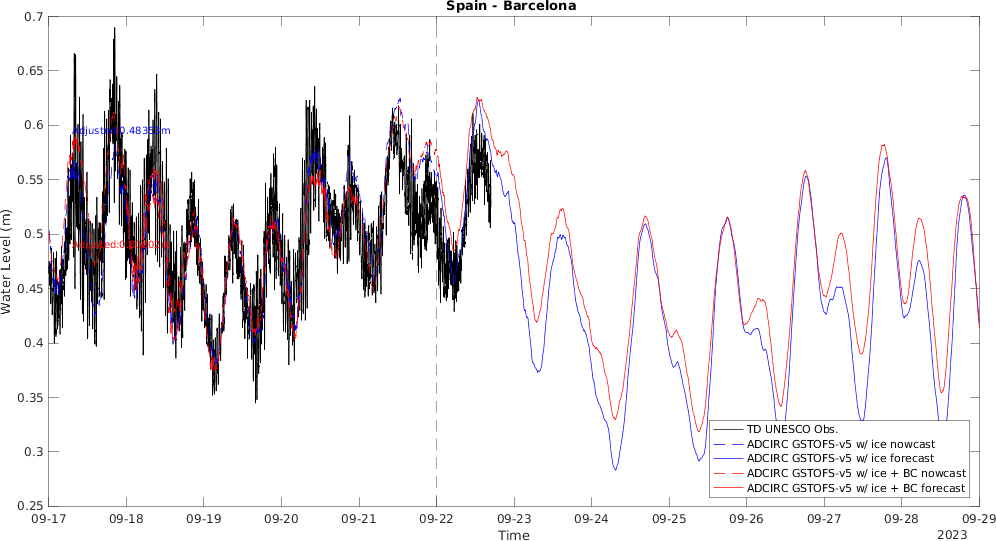 Spain - Barcelona
0.7
0.65
0.6
0.55
0.5
0.45
0.4
0.35
0.3
0.25
Water Level (m)
TD UNESCO Obs.
ADCIRC GSTOFS-v5 w/ ice nowcast
ADCIRC GSTOFS-v5 w/ ice forecast
ADCIRC GSTOFS-v5 w/ ice + BC nowcast
ADCIRC GSTOFS-v5 w/ ice + BC forecast
09-17 09-18 09-19 09-20 09-21 09-22 09-23 09-24 09-25 09-26 09-27 09-28 09-29
Time
2023